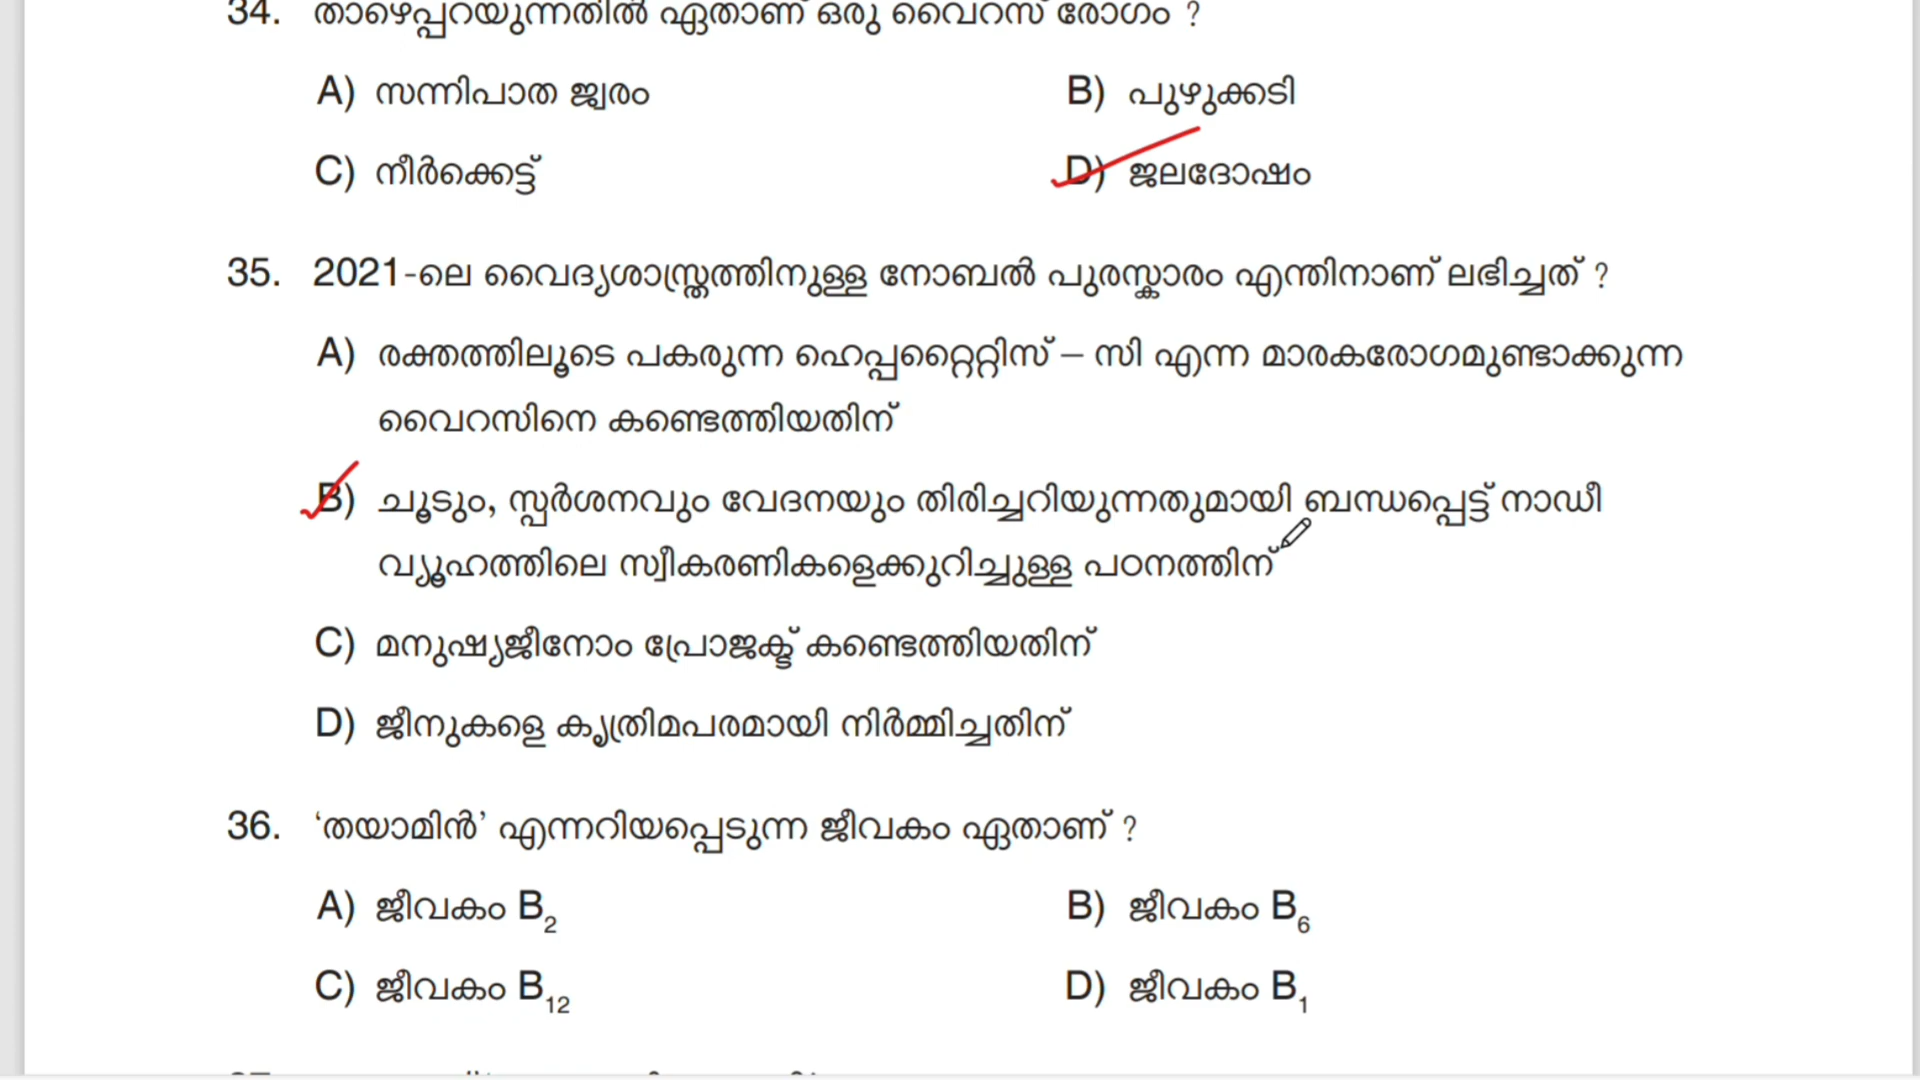 34. താഴെപ്പറയുന്നതിൽ ഏതാണ് ഒരു വൈറസ് രോഗം ?
A) സന്നിപാത ജ്വരം B) പുഴുക്കടി
C) നീർക്കെട്ട് D) ജലദോഷം
35. 2021-ലെ വൈദ്യശാസ്ത്രത്തിനുള്ള നോബൽ പുരസ്കാരം എന്തിനാണ് ലഭിച്ചത് ?
A) രക്തത്തിലൂടെ പകരുന്ന ഹെപ്പറ്റൈറ്റിസ് – സി എന്ന മാരകരോഗമുണ്ടാക്കുന്ന
വൈറസിനെ കണ്ടെത്തിയതിന്
B) ചൂടും, സ്പർശനവും വേദനയും തിരിച്ചറിയുന്നതുമായി ബന്ധപ്പെട്ട് നാഡീ
വ്യൂഹത്തിലെ സ്വീകരണികളെക്കുറിച്ചുള്ള പഠനത്തിന്
C) മനുഷ്യജീനോം പ്രോജക്ട് കണ്ടെത്തിയതിന്
D) ജീനുകളെ കൃത്രിമപരമായി നിർമ്മിച്ചതിന്
36. ‘തയാമിൻ’ എന്നറിയപ്പെടുന്ന ജീവകം ഏതാണ് ?
A) ജീവകം B₂ B) ജീവകം B₆
C) ജീവകം B₁₂ D) ജീവകം B₁